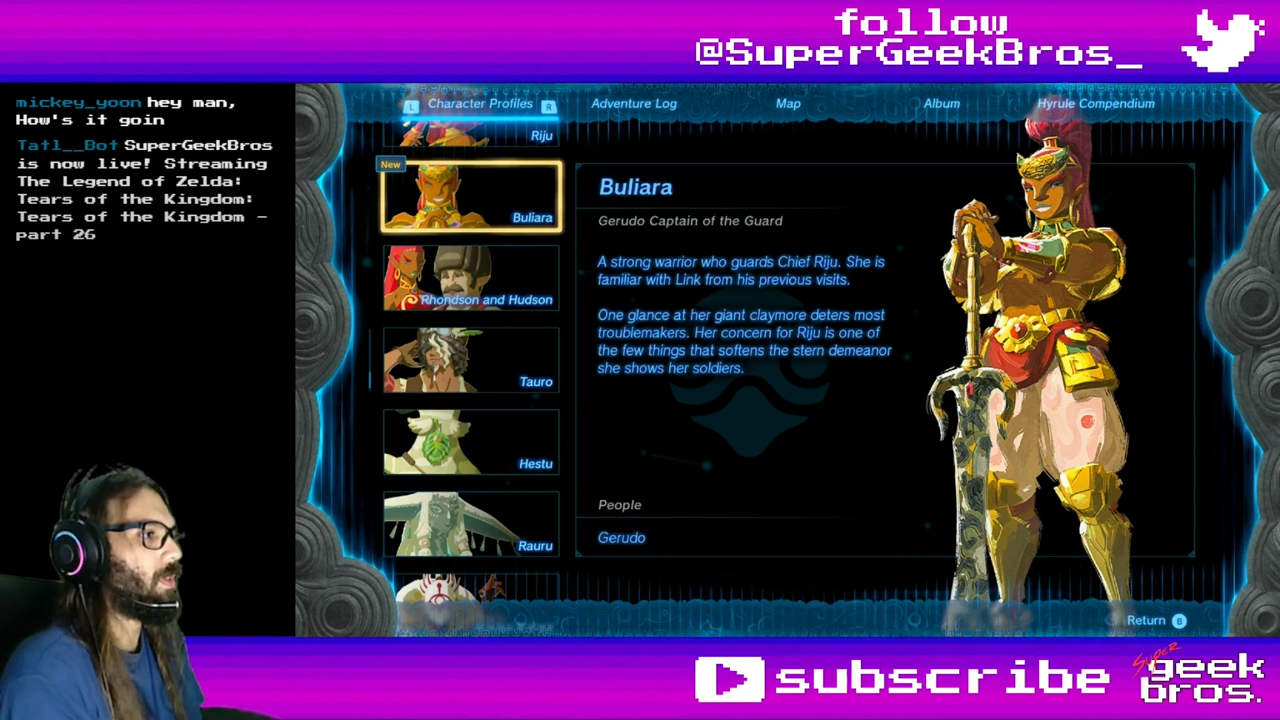 follow
@SuperGeekBros_
mickey_yoon hey man,
How's it goin
Tatl__Bot SuperGeekBros
is now live! Streaming
The Legend of Zelda:
Tears of the Kingdom:
Tears of the Kingdom -
part 26
L Character Profiles R
Adventure Log
Map
Album
Hyrule Compendium
Riju
New
Buliara
Rhondson and Hudson
Tauro
Hestu
Rauru
Buliara
Gerudo Captain of the Guard
A strong warrior who guards Chief Riju. She is
familiar with Link from his previous visits.
One glance at her giant claymore deters most
troublemakers. Her concern for Riju is one of
the few things that softens the stern demeanor
she shows her soldiers.
People
Gerudo
Return B
subscribe
SUPER
geek
bros.